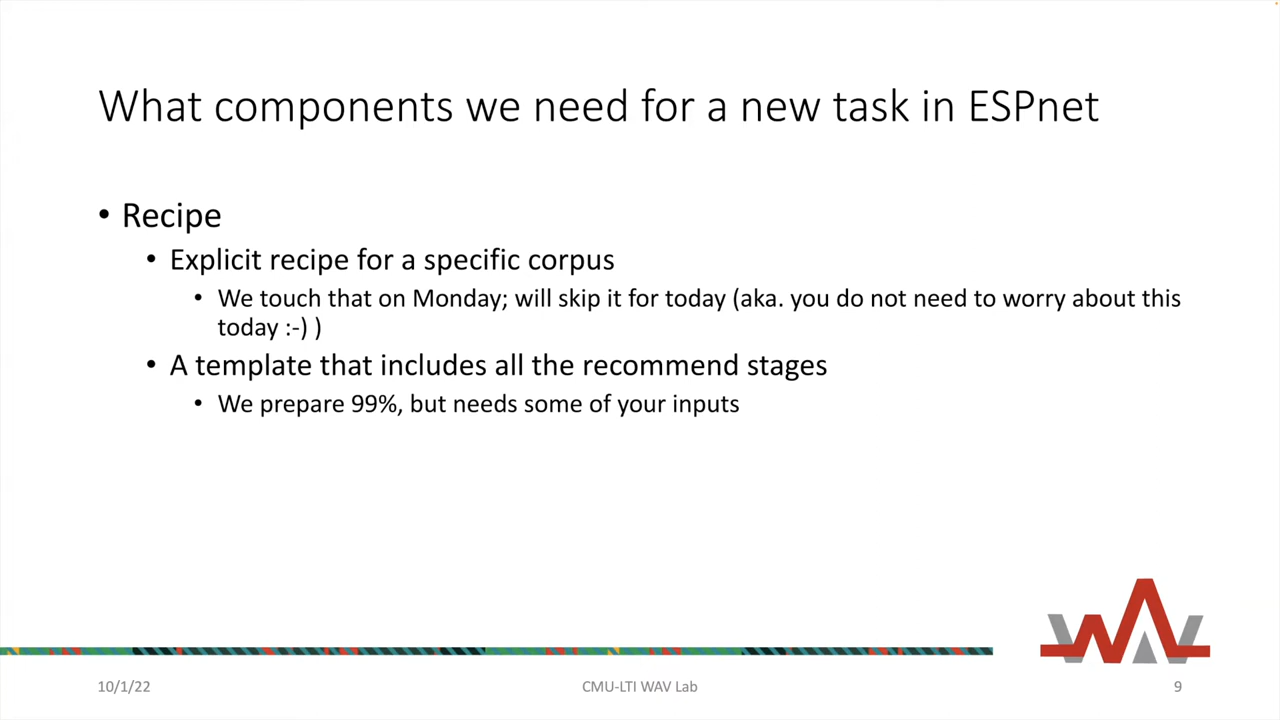 What components we need for a new task in ESPnet
• Recipe
• Explicit recipe for a specific corpus
• We touch that on Monday; will skip it for today (aka. you do not need to worry about this
today :-) )
• A template that includes all the recommend stages
• We prepare 99%, but needs some of your inputs
WAV
10/1/22
CMU-LTI WAV Lab
9